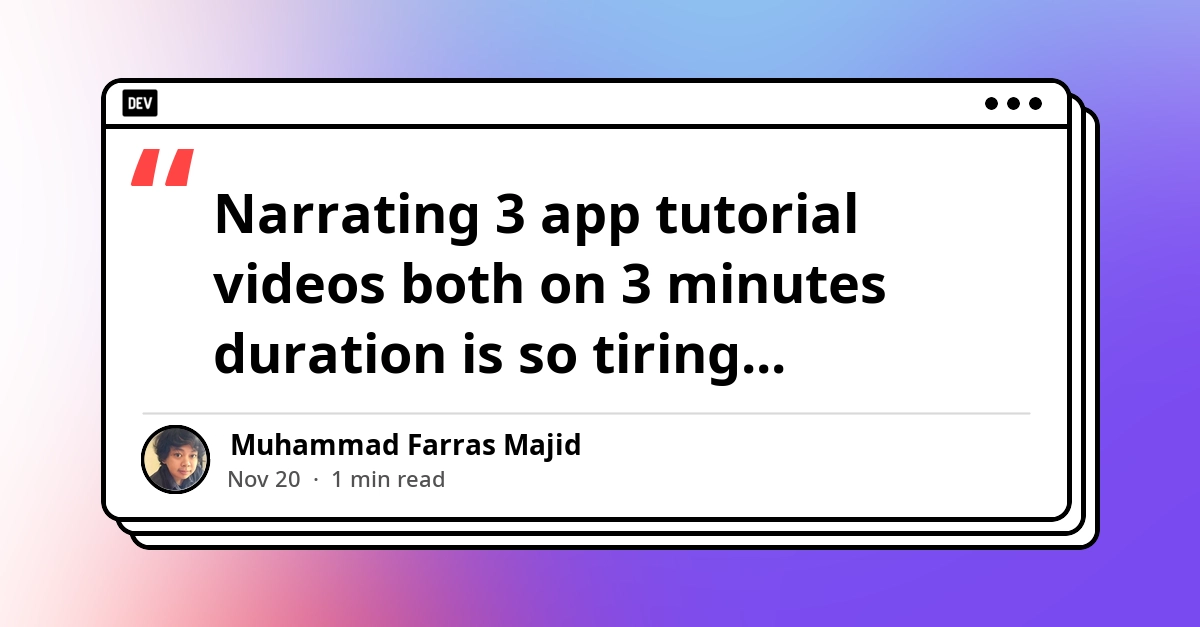 DEV
“
Narrating 3 app tutorial
videos both on 3 minutes
duration is so tiring...
Muhammad Farras Majid
Nov 20 · 1 min read